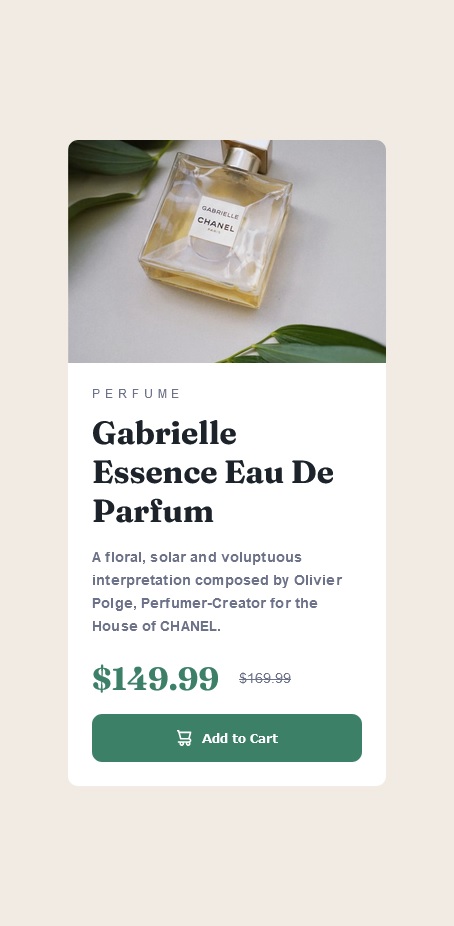 GABRIELLE
CHANEL
PARIS
PERFUME
Gabrielle
Essence Eau De
Parfum
A floral, solar and voluptuous
interpretation composed by Olivier
Polge, Perfumer-Creator for the
House of CHANEL.
$149.99 $169.99
Add to Cart